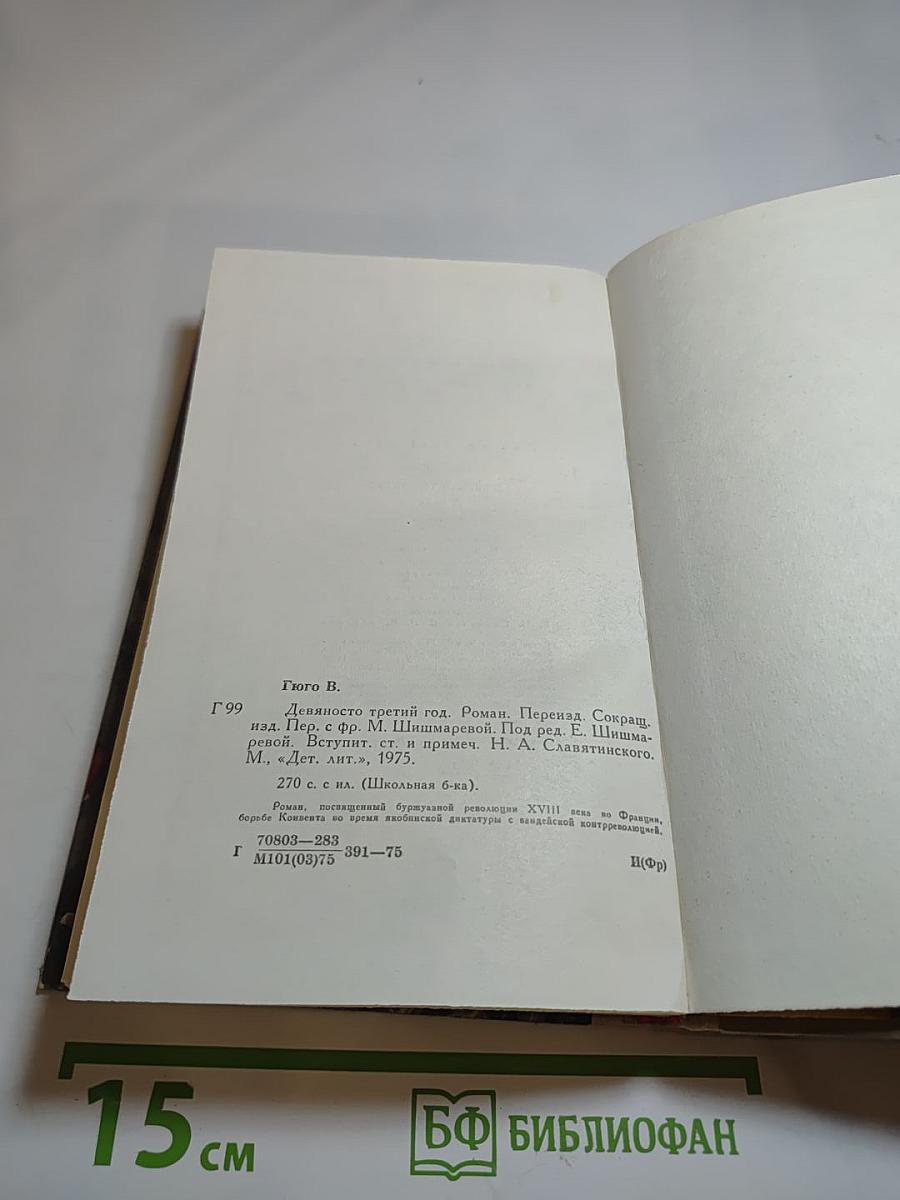 Гюго В.
Г 99 Девяносто третий год. Роман. Переизд. Сокращ.
изд. Пер. с фр. М. Шишмаревой. Под ред. Е. Шишма-
ревой. Вступит. ст. и примеч. Н. А. Славятинского.
М., «Дет. лит.», 1975.
270 с. с ил. (Школьная б-ка).
Роман, посвященный буржуазной революции XVIII века во Франции,
борьбе Конвента во время якобинской диктатуры с вандейской контрреволюцией.
Г 70803—283
М101(03)75 391—75
И(Фр)
15 см
БФ БИБЛИОФАН